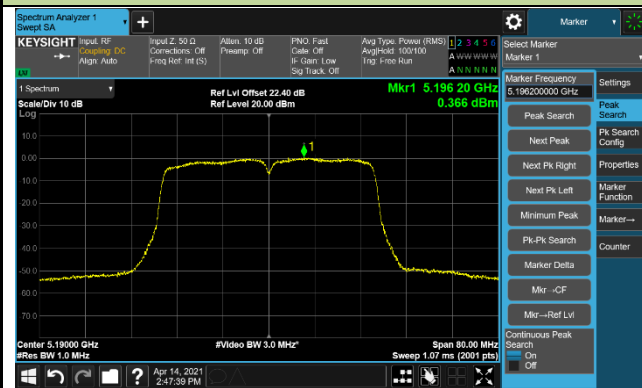 Spectrum Analyzer 1
Swept SA
Marker
KEYSIGHT
Input: RF
Coupling: DC
Align: Auto
Input Z: 50 Ω
Corrections: Off
Freq Ref: Int (S)
Atten: 10 dB
Preamp: Off
PNO: Fast
Gate: Off
IF Gain: Low
Sig Track: Off
Avg Type: Power (RMS)
Avg|Hold: 100/100
Trig: Free Run
1 2 3 4 5 6
A W W W W W
A N N N N N
Select Marker
Marker 1
LXI
1 Spectrum
Scale/Div 10 dB
Log
Ref Lvl Offset 22.40 dB
Ref Level 20.00 dBm
Mkr1 5.196 20 GHz
0.366 dBm
10.0
0.00
-10.0
-20.0
-30.0
-40.0
-50.0
-60.0
-70.0
1
Center 5.19000 GHz
#Res BW 1.0 MHz
#Video BW 3.0 MHz*
Span 80.00 MHz
Sweep 1.07 ms (2001 pts)
Marker Frequency
5.196200000 GHz
Peak Search
Next Peak
Next Pk Right
Next Pk Left
Minimum Peak
Pk-Pk Search
Marker Delta
Mkr→CF
Mkr→Ref Lvl
Continuous Peak
Search
On
Off
Settings
Peak
Search
Pk Search
Config
Properties
Marker
Function
Marker→
Counter
Apr 14, 2021
2:47:39 PM